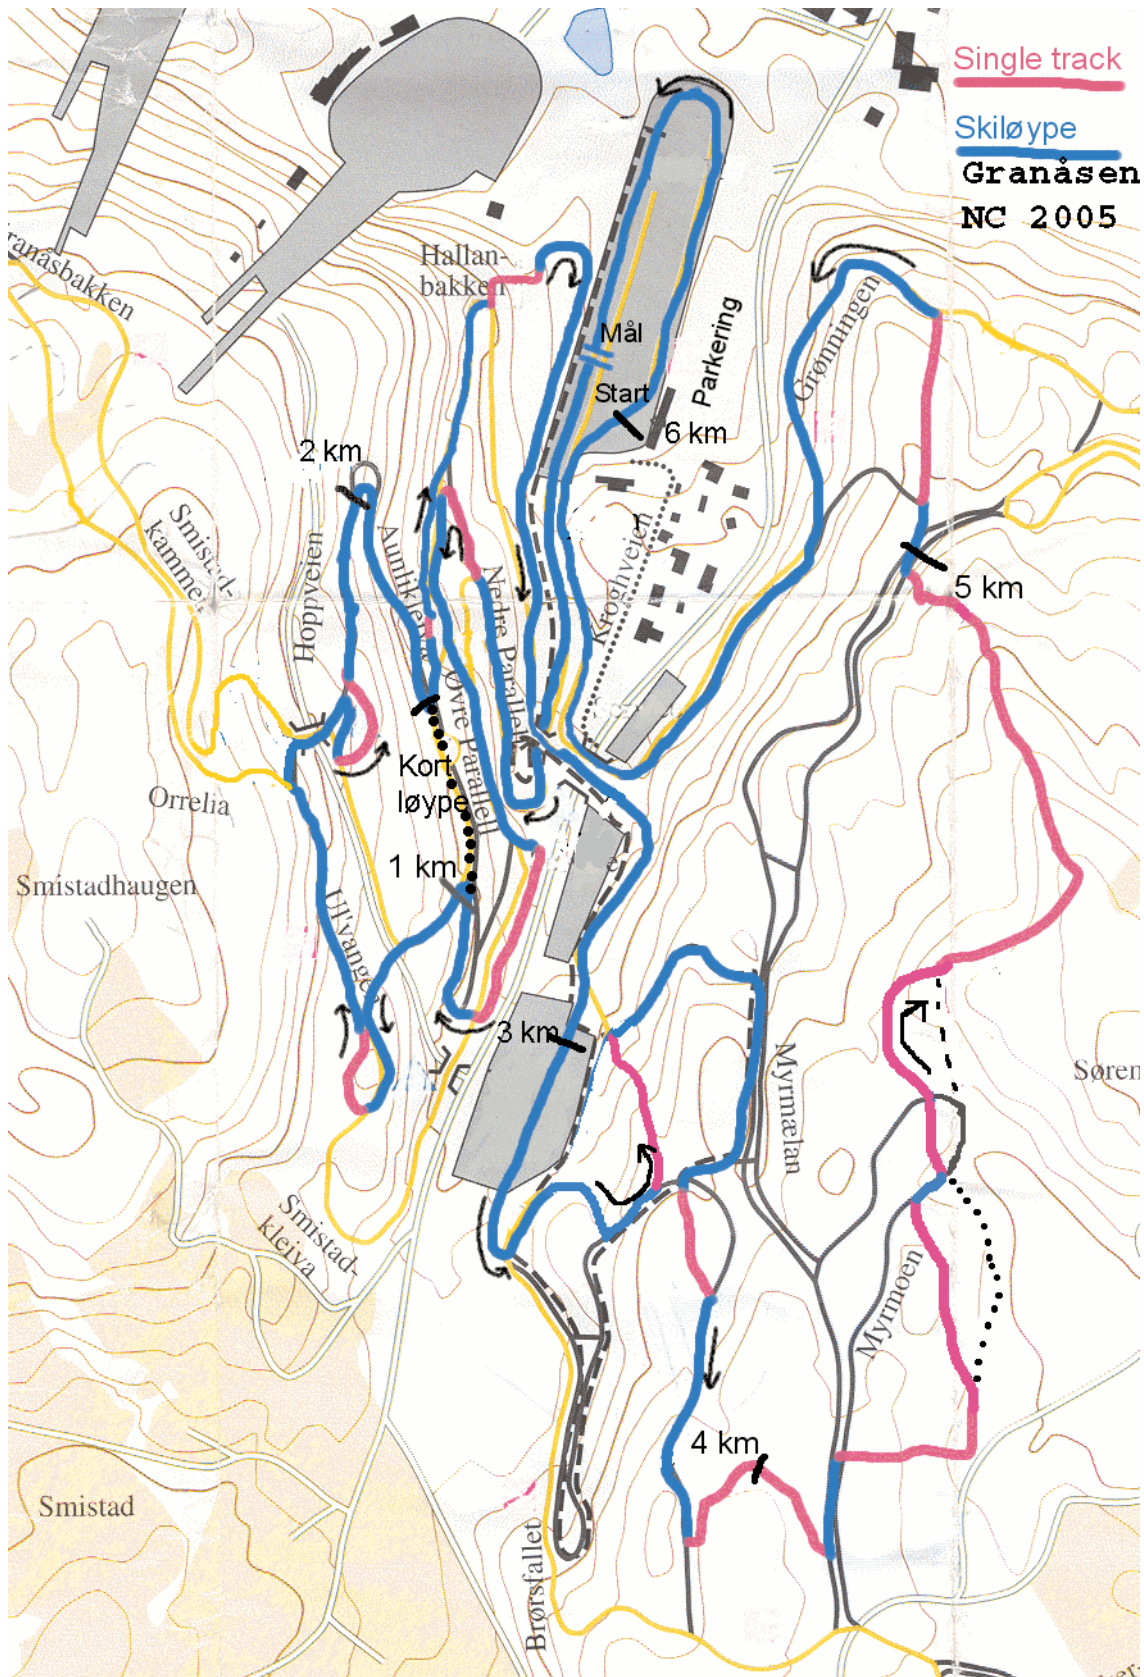 Single track
Skiløype
Granåsen
NC 2005
Hallan-
bakken
Mål
Start
Parkering
6 km
Grønningen
2 km
Smistad-
kammen
Hoppveien
Aunlikleiva
Nedre Parallell
Øvre Parallell
Kroghveien
5 km
Kort
løype
Orrelia
1 km
Smistadhaugen
Ulvanger
3 km
Myrmælan
Søren
Smistad-
kleiva
Myrmoen
4 km
Smistad
Brørsfallet